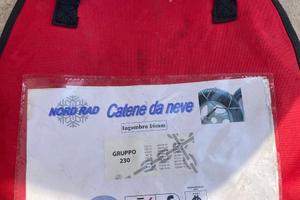 NORD RAD
Catene da neve
Ingombro 16mm
GRUPPO
230